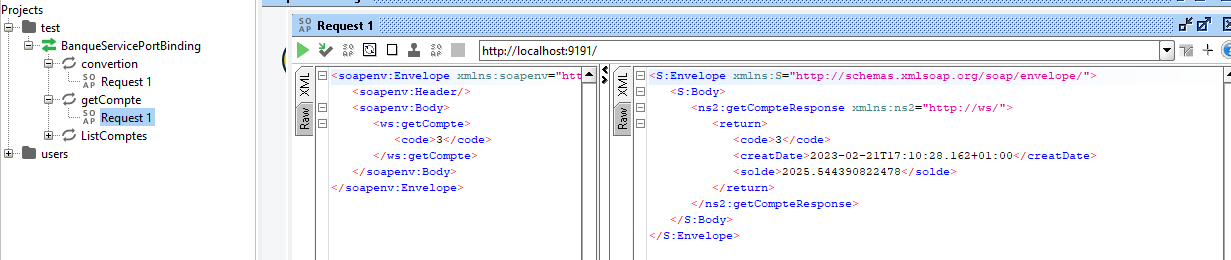 Projects
test
BanqueServicePortBinding
convertion
SO AP Request 1
getCompte
SO AP Request 1
ListComptes
users
SO AP Request 1
SO AP SO AP
http://localhost:9191/
XML
Raw
<soapenv:Envelope xmlns:soapenv="htt
<soapenv:Header/>
<soapenv:Body>
<ws:getCompte>
<code>3</code>
</ws:getCompte>
</soapenv:Body>
</soapenv:Envelope>
XML
Raw
<S:Envelope xmlns:S="http://schemas.xmlsoap.org/soap/envelope/">
<S:Body>
<ns2:getCompteResponse xmlns:ns2="http://ws/">
<return>
<code>3</code>
<creatDate>2023-02-21T17:10:28.162+01:00</creatDate>
<solde>2025.544390822478</solde>
</return>
</ns2:getCompteResponse>
</S:Body>
</S:Envelope>